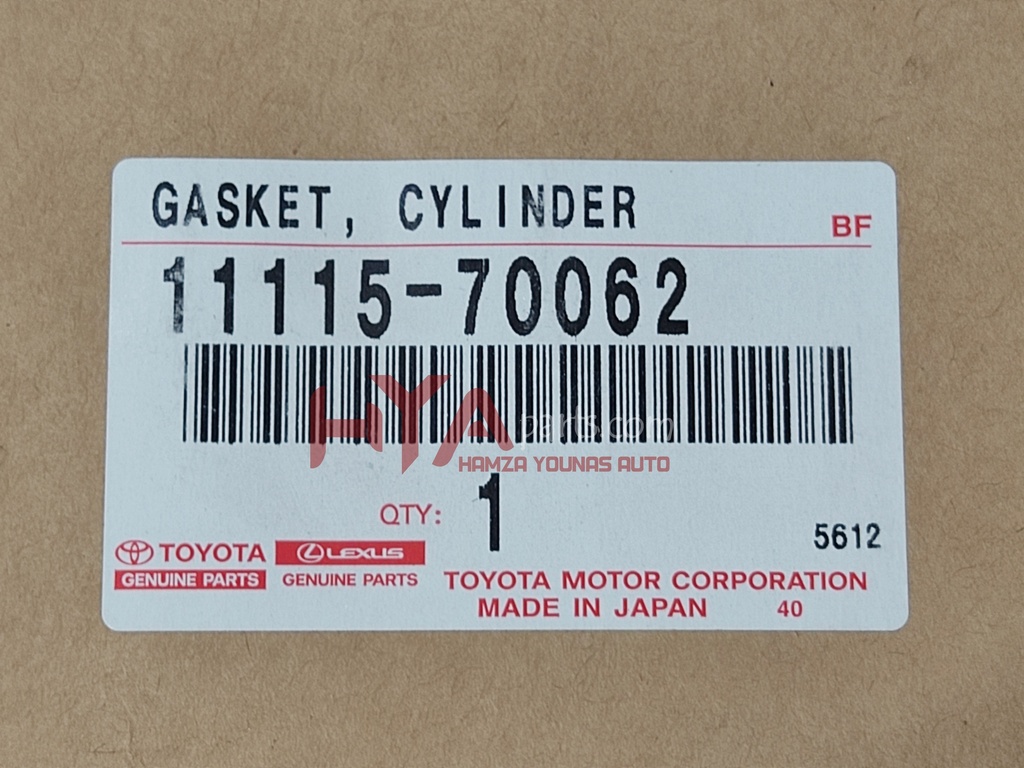 GASKET, CYLINDER
BF
11115-70062
HYA parts.com
HAMZA YOUNAS AUTO
QTY: 1
5612
TOYOTA LEXUS
GENUINE PARTS GENUINE PARTS
TOYOTA MOTOR CORPORATION
MADE IN JAPAN 40